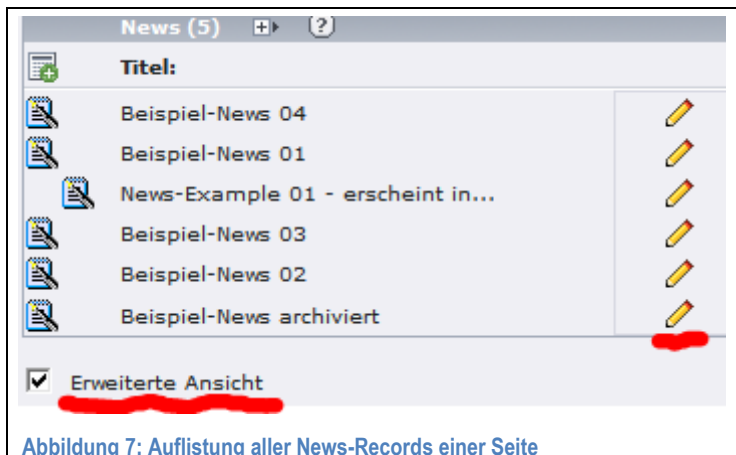 News (5)
Titel:
Beispiel-News 04
Beispiel-News 01
News-Example 01 - erscheint in...
Beispiel-News 03
Beispiel-News 02
Beispiel-News archiviert
Erweiterte Ansicht
Abbildung 7: Auflistung aller News-Records einer Seite